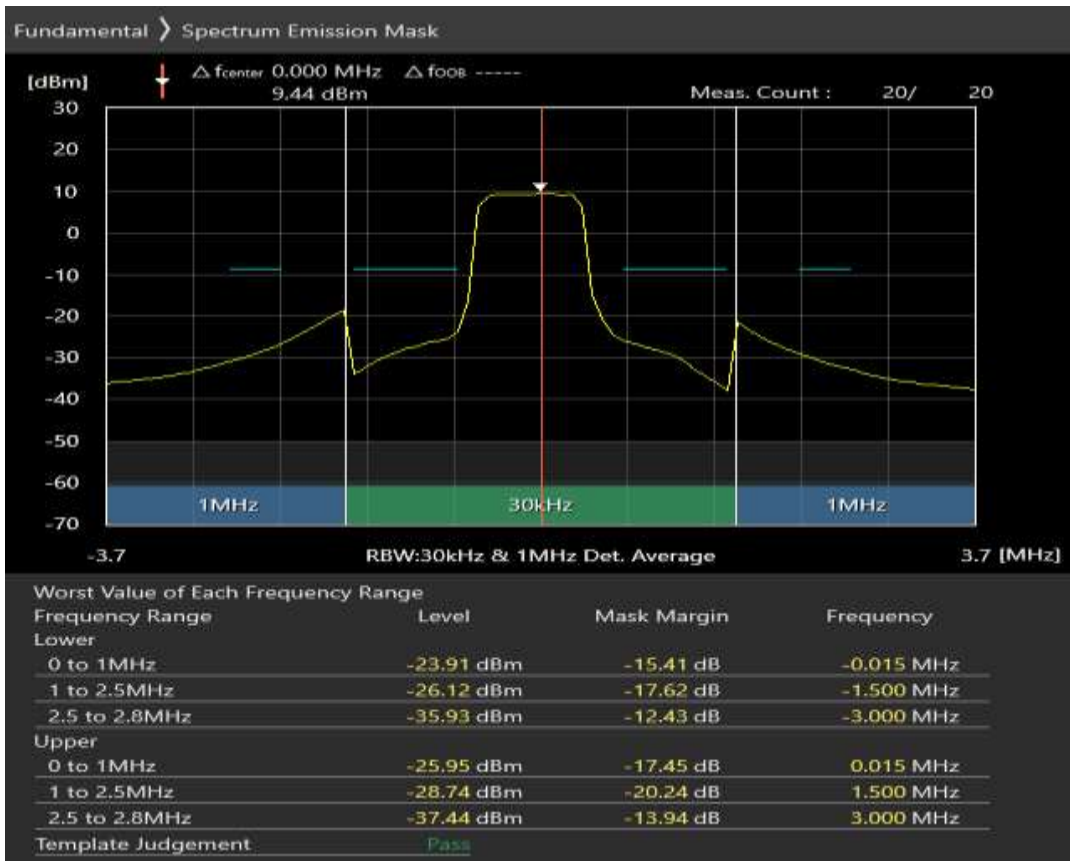 Fundamental 〉 Spectrum Emission Mask
[dBm] △ fcenter 0.000 MHz △ fOOB -----
9.44 dBm Meas. Count : 20/ 20
30
20
10
0
-10
-20
-30
-40
-50
-60
1MHz 30kHz 1MHz
-70
-3.7 RBW:30kHz & 1MHz Det. Average 3.7 [MHz]
Worst Value of Each Frequency Range
Frequency Range Level Mask Margin Frequency
Lower
0 to 1MHz -23.91 dBm -15.41 dB -0.015 MHz
1 to 2.5MHz -26.12 dBm -17.62 dB -1.500 MHz
2.5 to 2.8MHz -35.93 dBm -12.43 dB -3.000 MHz
Upper
0 to 1MHz -25.95 dBm -17.45 dB 0.015 MHz
1 to 2.5MHz -28.74 dBm -20.24 dB 1.500 MHz
2.5 to 2.8MHz -37.44 dBm -13.94 dB 3.000 MHz
Template Judgement Pass